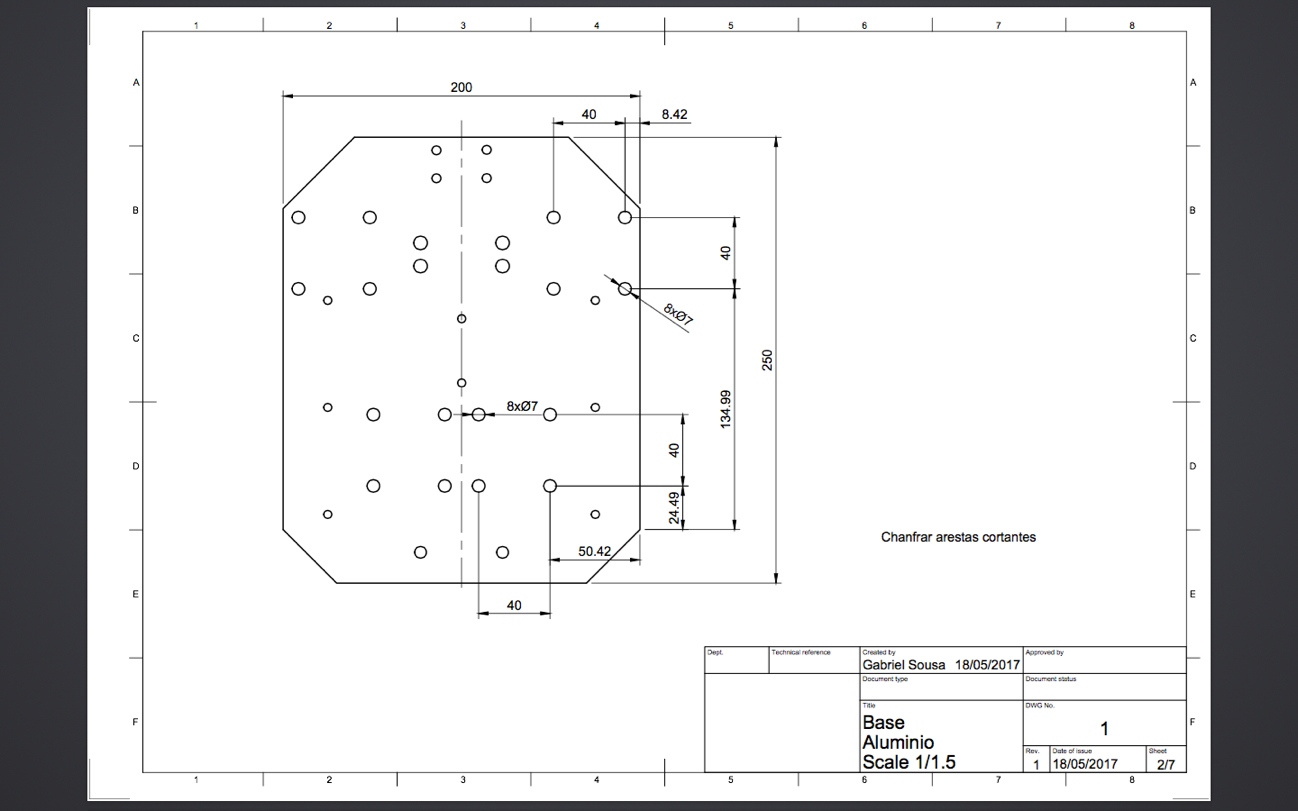 1 2 3 4 5 6 7 8
A A
200
40 8.42
B B
40
8xØ7
C C
250
134.99
8xØ7
40
D D
24.49
Chanfrar arestas cortantes
50.42
E E
40
Dept. Technical reference Created by Approved by
Gabriel Sousa 18/05/2017
Document type Document status
Title DWG No.
F F
Base
1
Aluminio
Rev. Date of issue Sheet
Scale 1/1.5 1 18/05/2017 2/7
1 2 3 4 5 6 7 8